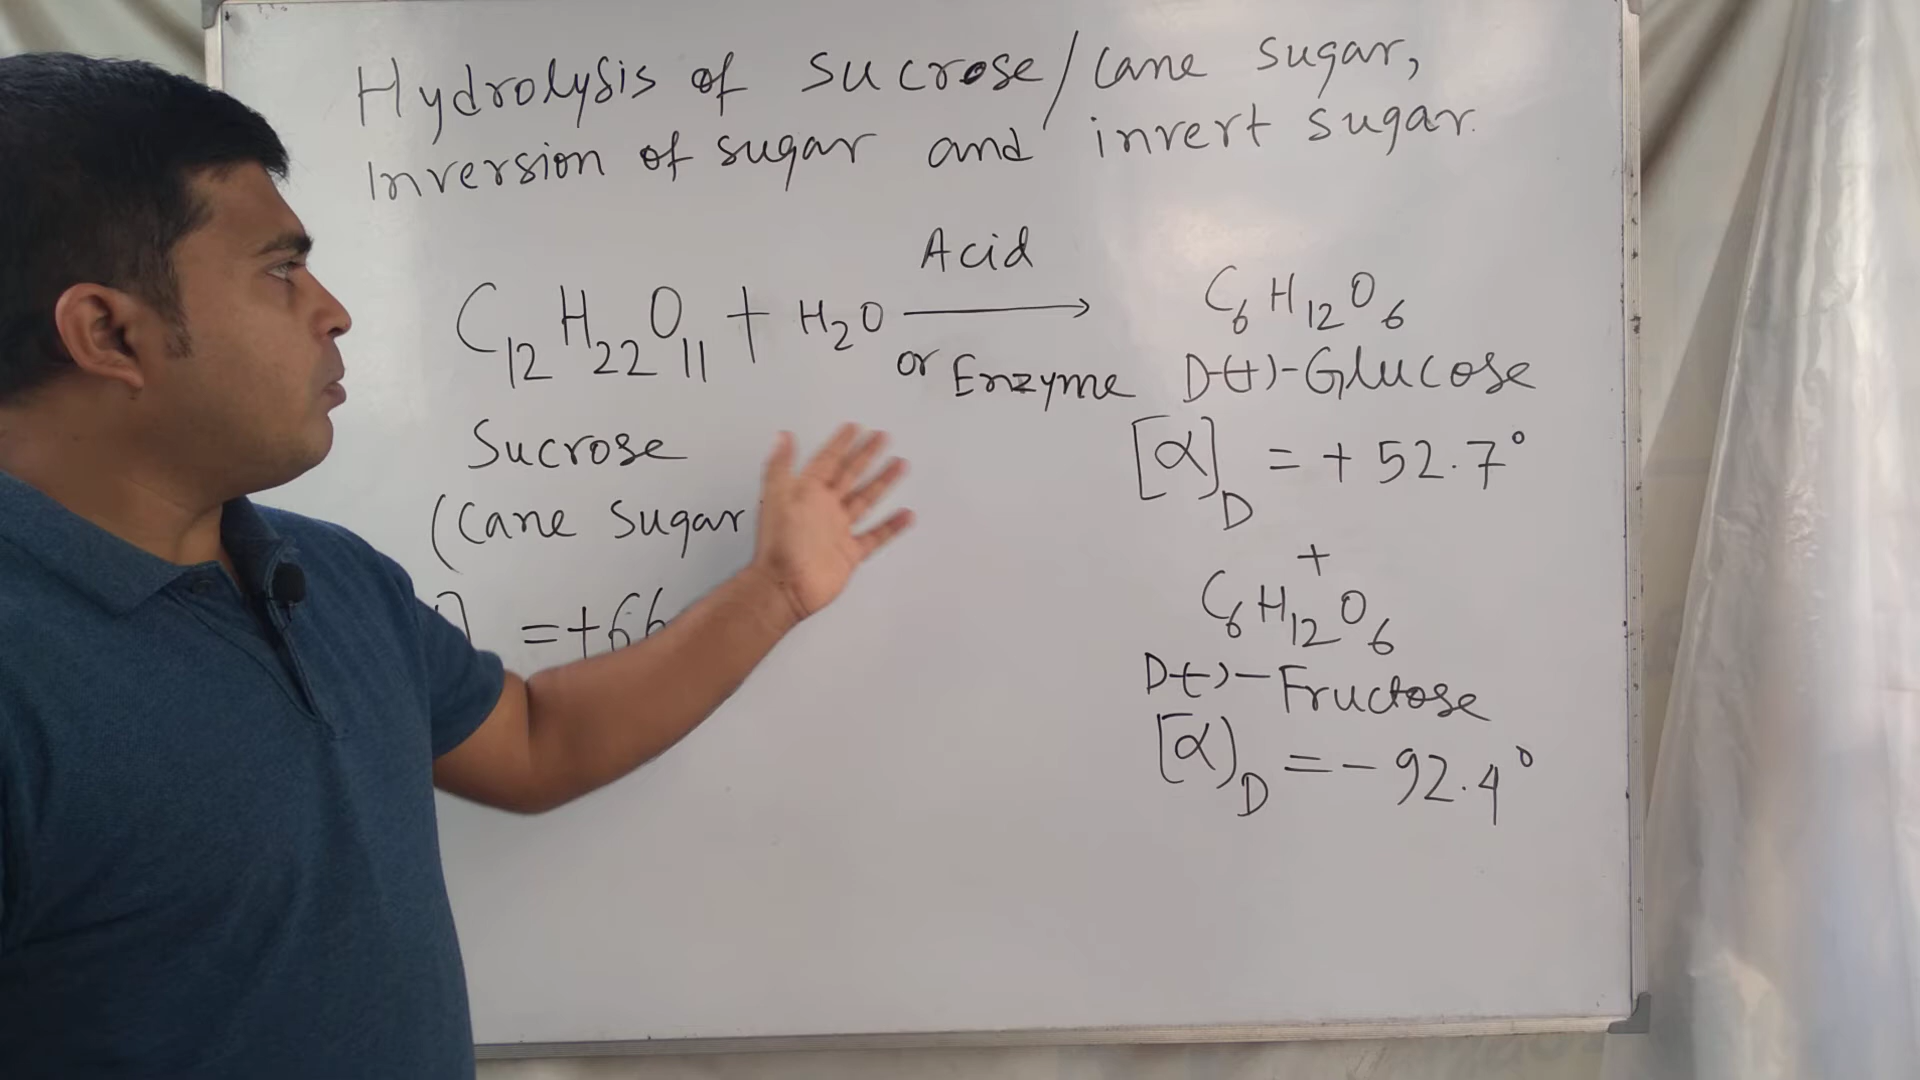 Hydrolysis of sucrose/cane sugar,
Inversion of sugar and invert sugar.
Acid
C12H22O11 + H2O ⟶ C6H12O6
or Enzyme D-(+)-Glucose
Sucrose
[α]D = + 52.7°
(Cane sugar
+
] = +66
C6H12O6
D(-)-Fructose
[α)D = - 92.4°